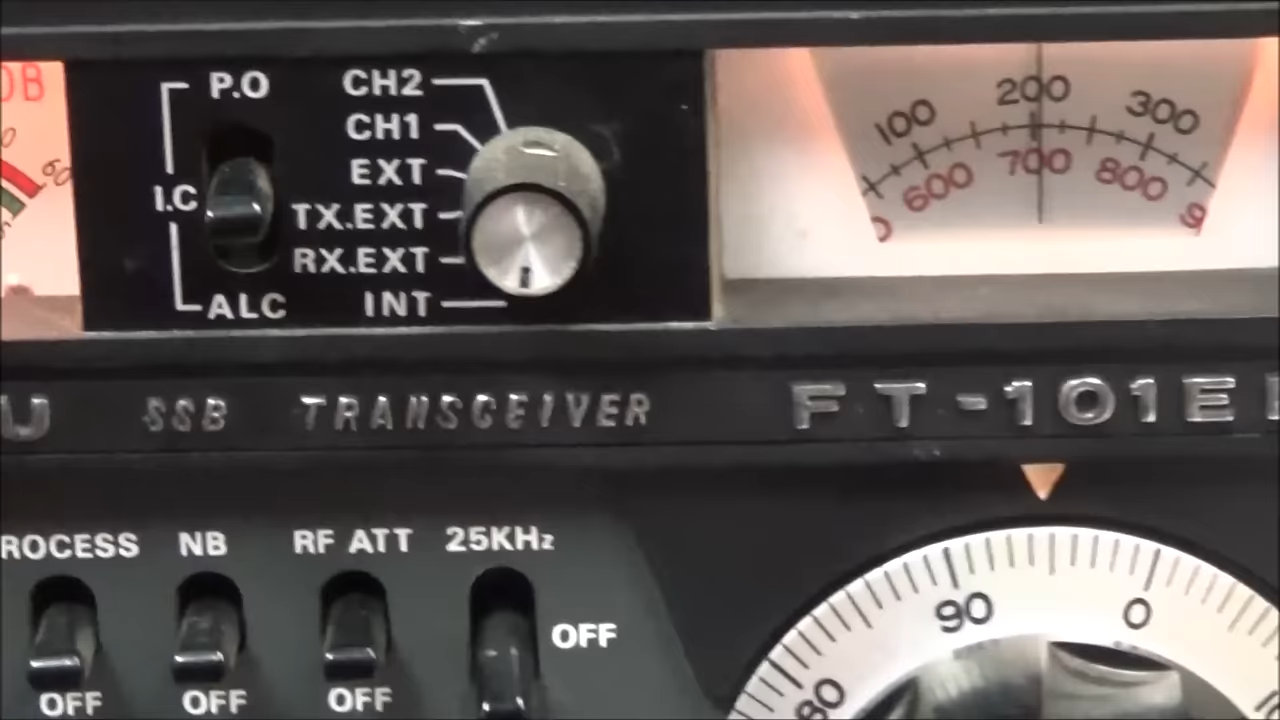 P.O
I.C
ALC
CH2
CH1
EXT
TX.EXT
RX.EXT
INT
60
100 200 300
600 700 800 9
SSB TRANSCEIVER
FT-101E
ROCESS NB RF ATT 25KHz
OFF
OFF OFF OFF
80 90 0